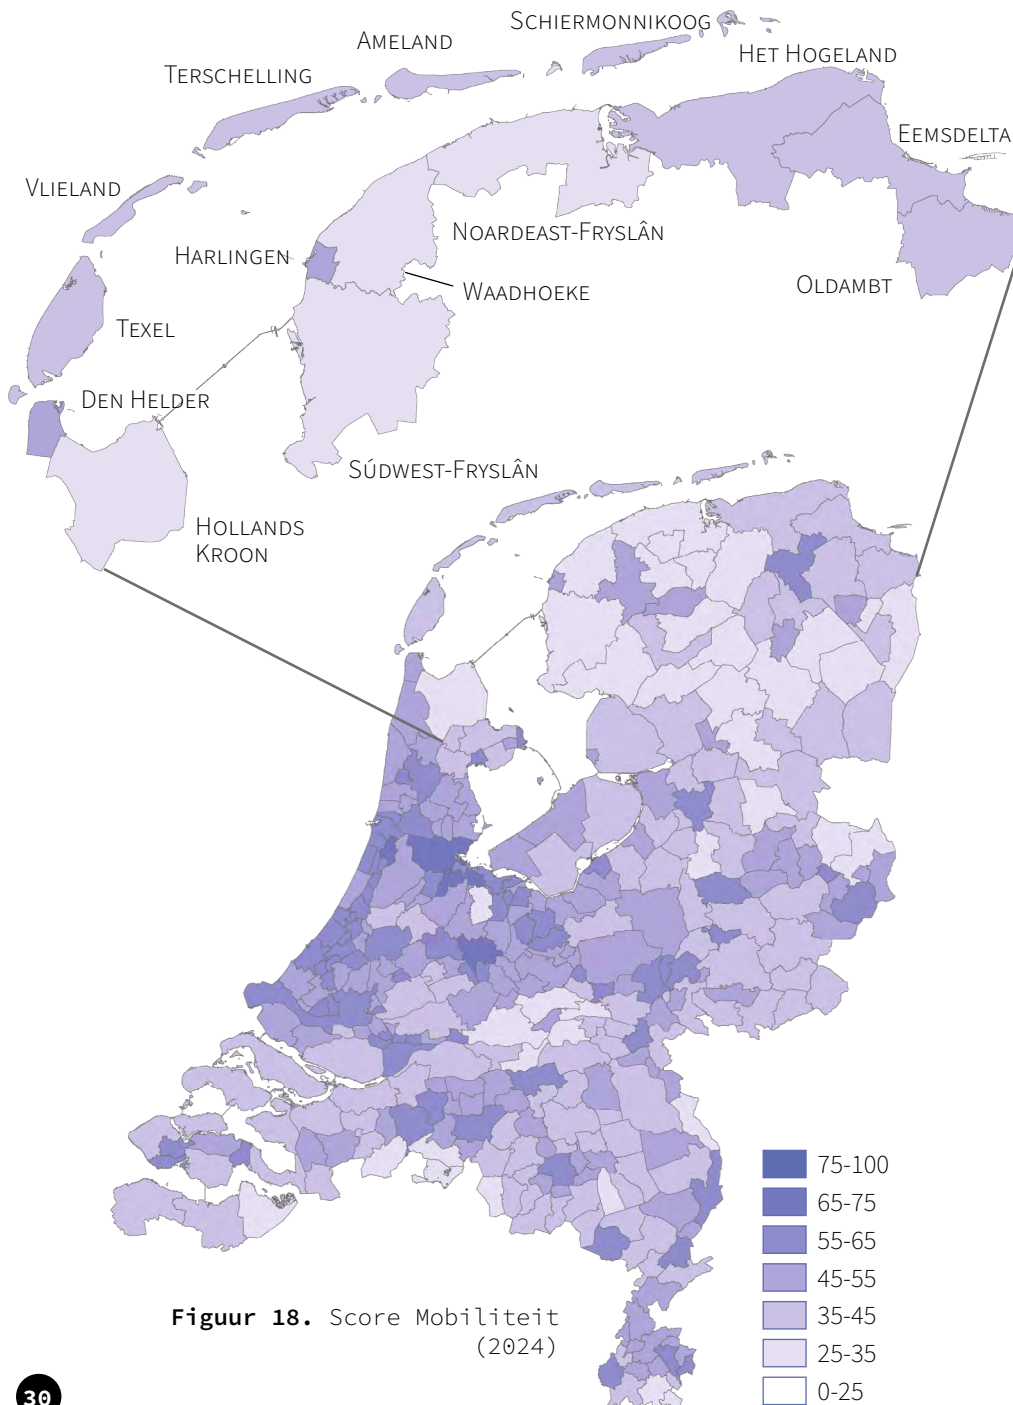 SCHIERMONNIKOOG
AMELAND
HET HOGELAND
TERSCHELLING
EEMSDELTA
VLIELAND
NOARDEAST-FRYSLÂN
HARLINGEN
WAADHOEKE
OLDAMBT
TEXEL
DEN HELDER
SÚDWEST-FRYSLÂN
HOLLANDS
KROON
75-100
65-75
55-65
45-55
35-45
25-35
0-25
Figuur 18. Score Mobiliteit
(2024)
30